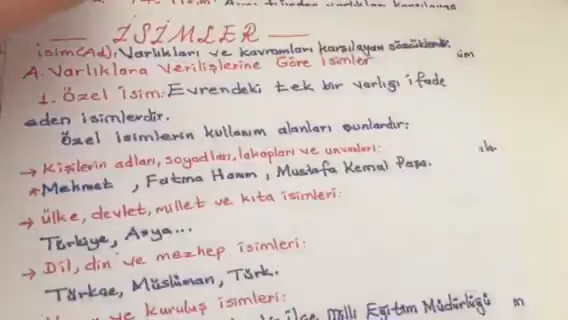 — İSİMLER —
isim(Ad): Varlıkları ve kavramları karşılayan sözcüklerdir.
A. Varlıklara Verilişlerine Göre İsimler
1. Özel isim: Evrendeki tek bir varlığı ifade
eden isimlerdir.
Özel isimlerin kullanım alanları şunlardır:
→ Kişilerin adları, soyadları, lakapları ve unvanları:
*Mehmet , Fatma Hanım, Mustafa Kemal Paşa.
→ ülke, devlet, millet ve kıta isimleri:
Türkiye, Asya...
→ Dil, din ve mezhep isimleri:
Türkçe, Müslüman, Türk.
ve kuruluş isimleri:
Milli Eğitim Müdürlüğü